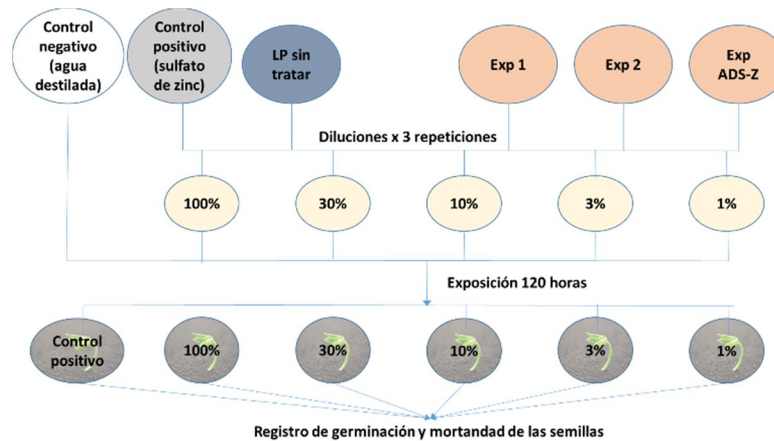 Control
negativo
(agua
destilada)
Control
positivo
(sulfato
de zinc)
LP sin
tratar
Exp 1
Exp 2
Exp
ADS-Z
Diluciones x 3 repeticiones
100%
30%
10%
3%
1%
Exposición 120 horas
Control
positivo
100%
30%
10%
3%
1%
Registro de germinación y mortandad de las semillas